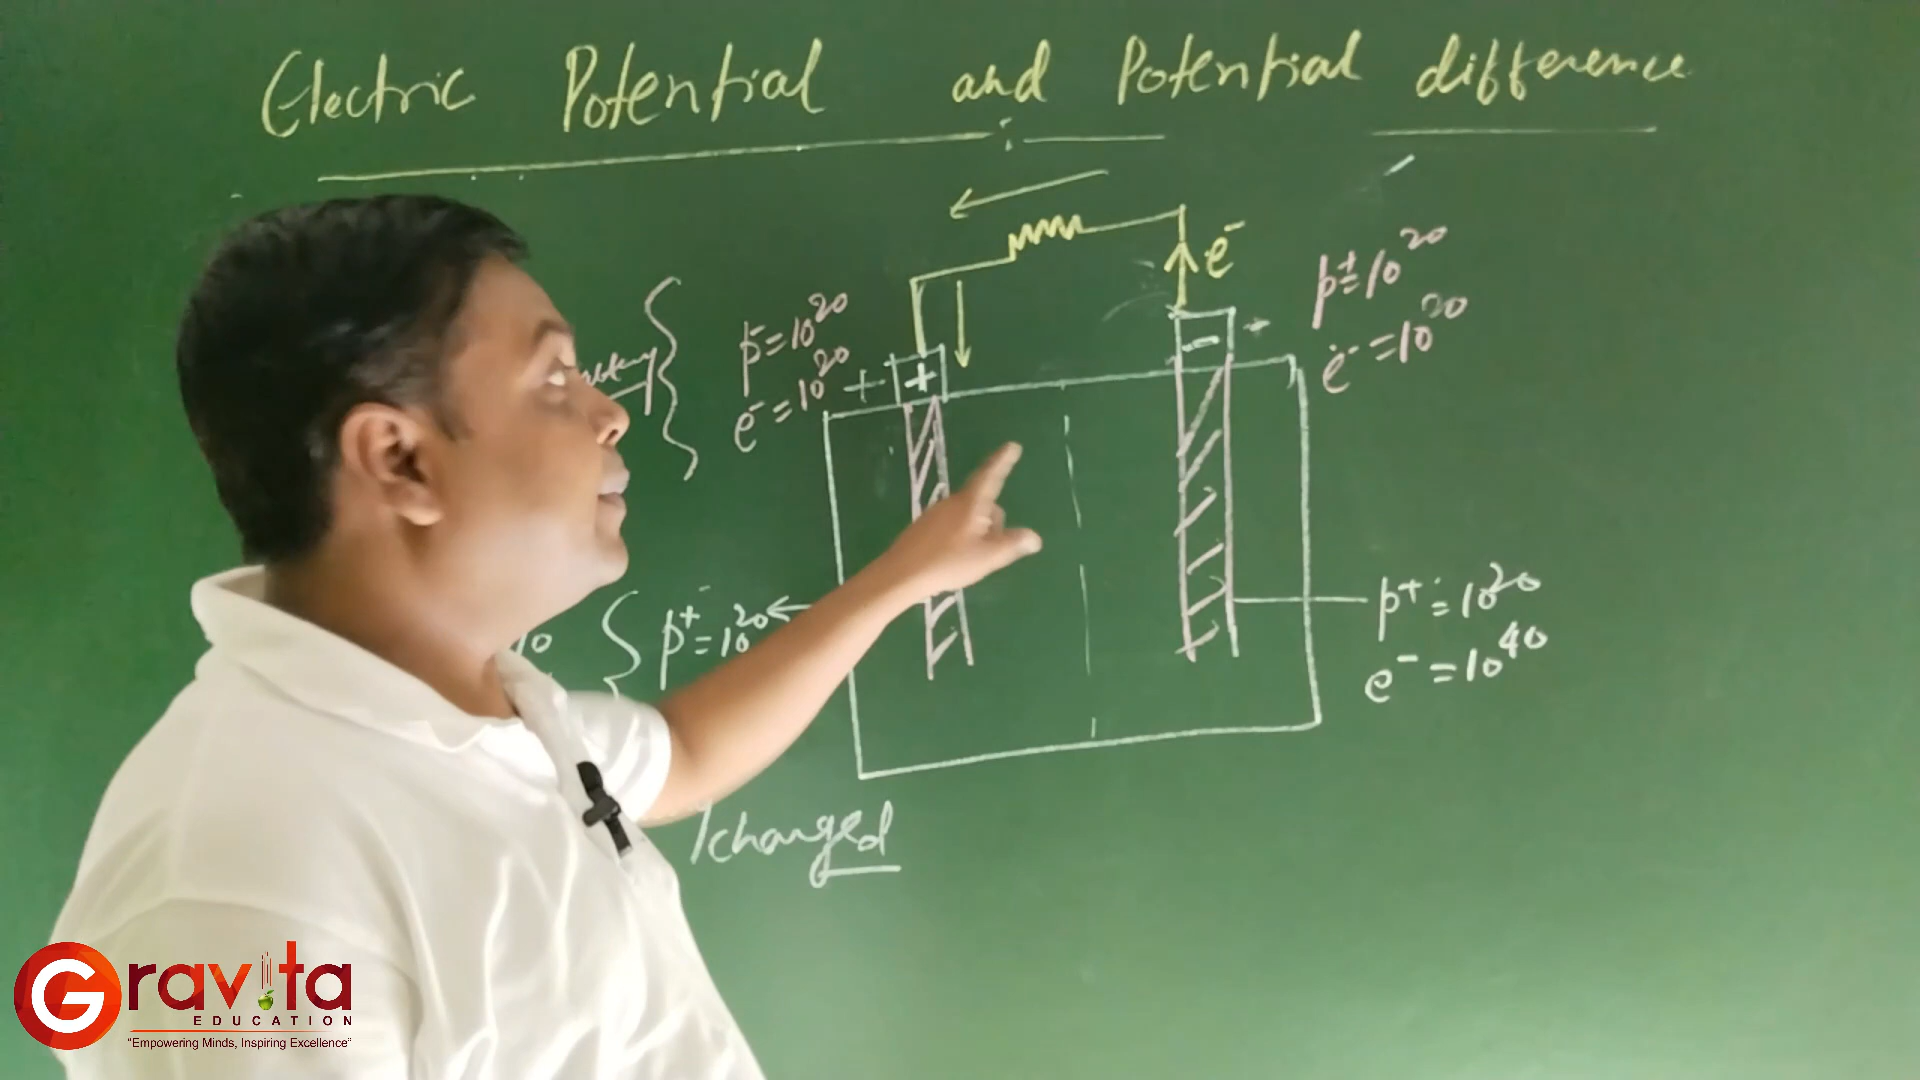 Electric Potential and Potential difference
e⁻
p± 10²⁰
e⁻ = 10²⁰
p⁻ = 10²⁰
e⁻ = 10²⁰
+ +
- -
p⁺ = 10²⁰
p⁺ = 10²⁰
e⁻ = 10⁴⁰
changed
Gravita
EDUCATION
"Empowering Minds, Inspiring Excellence"